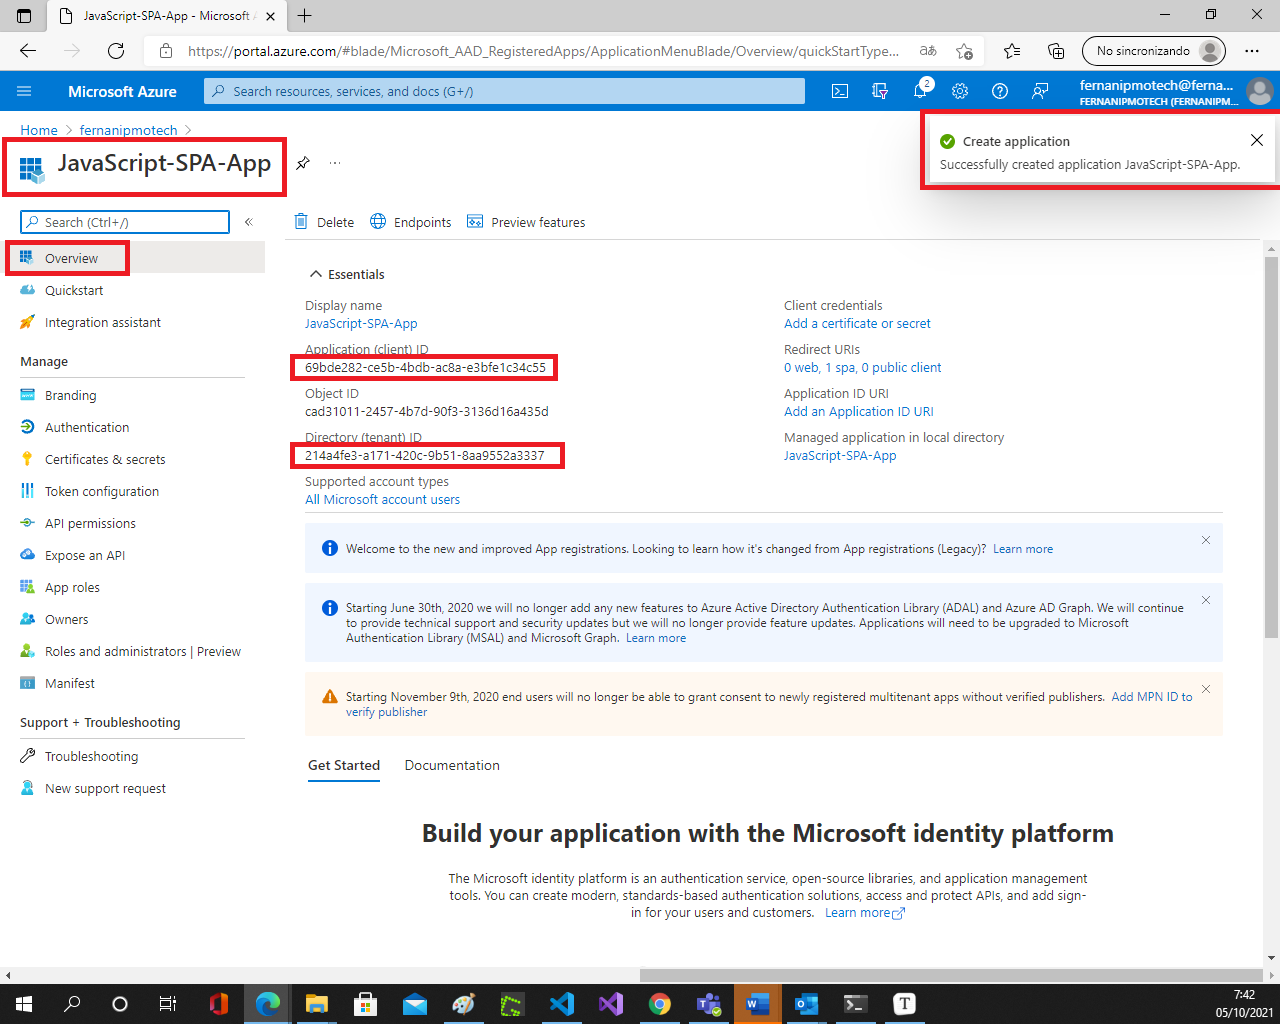 JavaScript-SPA-App - Microsoft A
https://portal.azure.com/#blade/Microsoft_AAD_RegisteredApps/ApplicationMenuBlade/Overview/quickStartType...
aあ
No sincronizando
Microsoft Azure
Search resources, services, and docs (G+/)
2
fernanipmotech@ferna...
FERNANIPMOTECH (FERNANIPM...
Home > fernanipmotech >
JavaScript-SPA-App
...
Create application
Successfully created application JavaScript-SPA-App.
Search (Ctrl+/)
«
Delete
Endpoints
Preview features
Overview
Quickstart
Integration assistant
Manage
Branding
Authentication
Certificates & secrets
Token configuration
API permissions
Expose an API
App roles
Owners
Roles and administrators | Preview
Manifest
Support + Troubleshooting
Troubleshooting
New support request
Essentials
Display name
JavaScript-SPA-App
Application (client) ID
69bde282-ce5b-4bdb-ac8a-e3bfe1c34c55
Object ID
cad31011-2457-4b7d-90f3-3136d16a435d
Directory (tenant) ID
214a4fe3-a171-420c-9b51-8aa9552a3337
Supported account types
All Microsoft account users
Client credentials
Add a certificate or secret
Redirect URIs
0 web, 1 spa, 0 public client
Application ID URI
Add an Application ID URI
Managed application in local directory
JavaScript-SPA-App
Welcome to the new and improved App registrations. Looking to learn how it's changed from App registrations (Legacy)? Learn more
Starting June 30th, 2020 we will no longer add any new features to Azure Active Directory Authentication Library (ADAL) and Azure AD Graph. We will continue
to provide technical support and security updates but we will no longer provide feature updates. Applications will need to be upgraded to Microsoft
Authentication Library (MSAL) and Microsoft Graph. Learn more
Starting November 9th, 2020 end users will no longer be able to grant consent to newly registered multitenant apps without verified publishers. Add MPN ID to
verify publisher
Get Started
Documentation
Build your application with the Microsoft identity platform
The Microsoft identity platform is an authentication service, open-source libraries, and application management
tools. You can create modern, standards-based authentication solutions, access and protect APIs, and add sign-
in for your users and customers. Learn more
7:42
05/10/2021